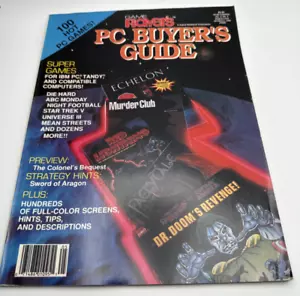 100
HOT
PC GAMES!
GAME
PLAYERS
PC BUYER'S
GUIDE
SUPER
GAMES
FOR IBM PC/TANDY
AND COMPATIBLE
COMPUTERS!
DIE HARD
ABC MONDAY
NIGHT FOOTBALL
STAR TREK V
UNIVERSE III
MEAN STREETS
AND DOZENS
MORE!!
ECHELON
Murder Club
PREVIEW:
The Colonel's Bequest
STRATEGY HINTS:
Sword of Aragon
PLUS:
HUNDREDS
OF FULL-COLOR SCREENS,
HINTS, TIPS,
AND DESCRIPTIONS
DR. DOOM'S REVENGE!